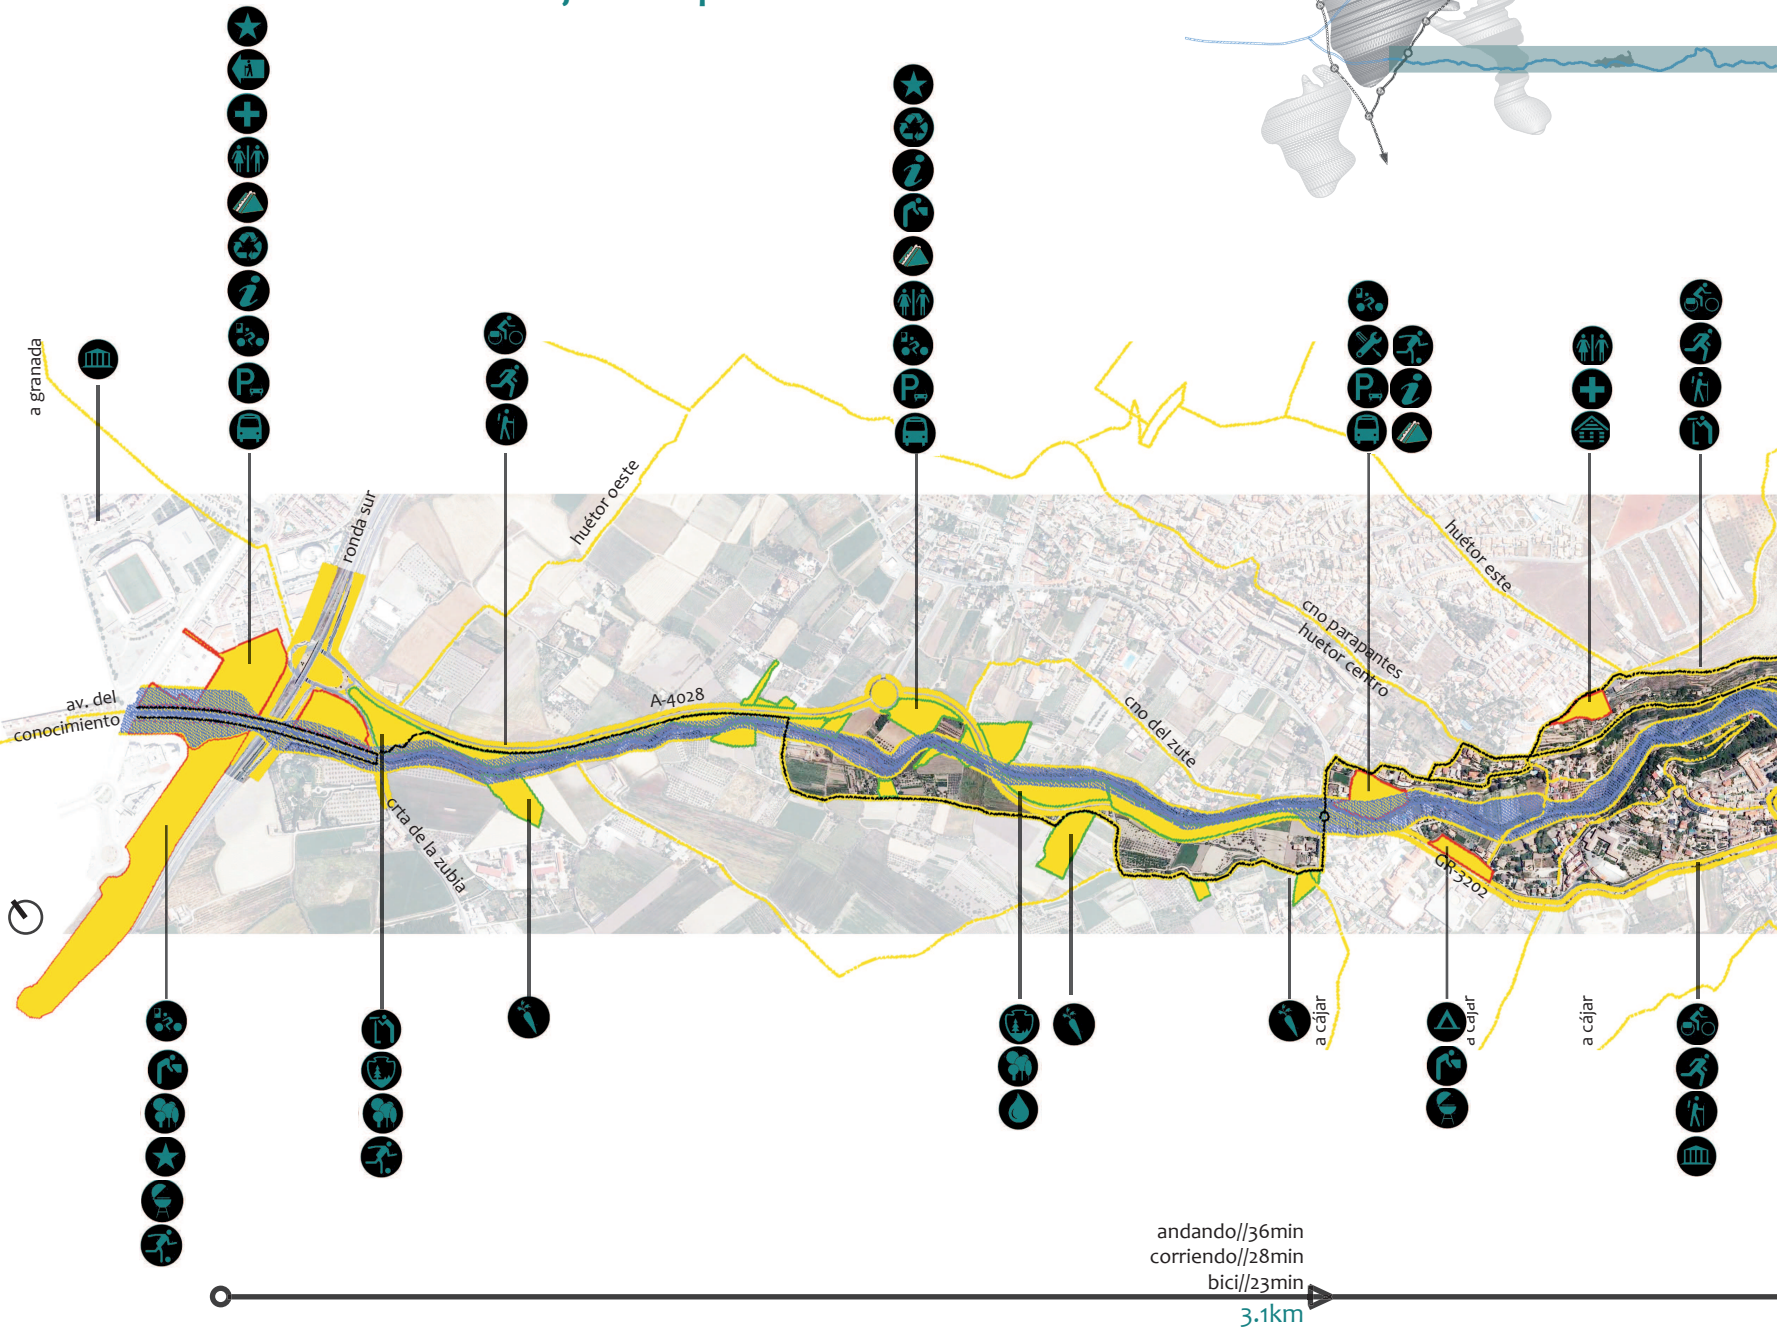 a granada
av. del
conocimiento
ronda sur
huétor oeste
A-4028
crta de la zubia
cno del zute
cno parapantes
huetor centro
huétor este
GR-3202
a cájar
a cájar
a cájar
andando//36min
corriendo//28min
bici//23min
3.1km